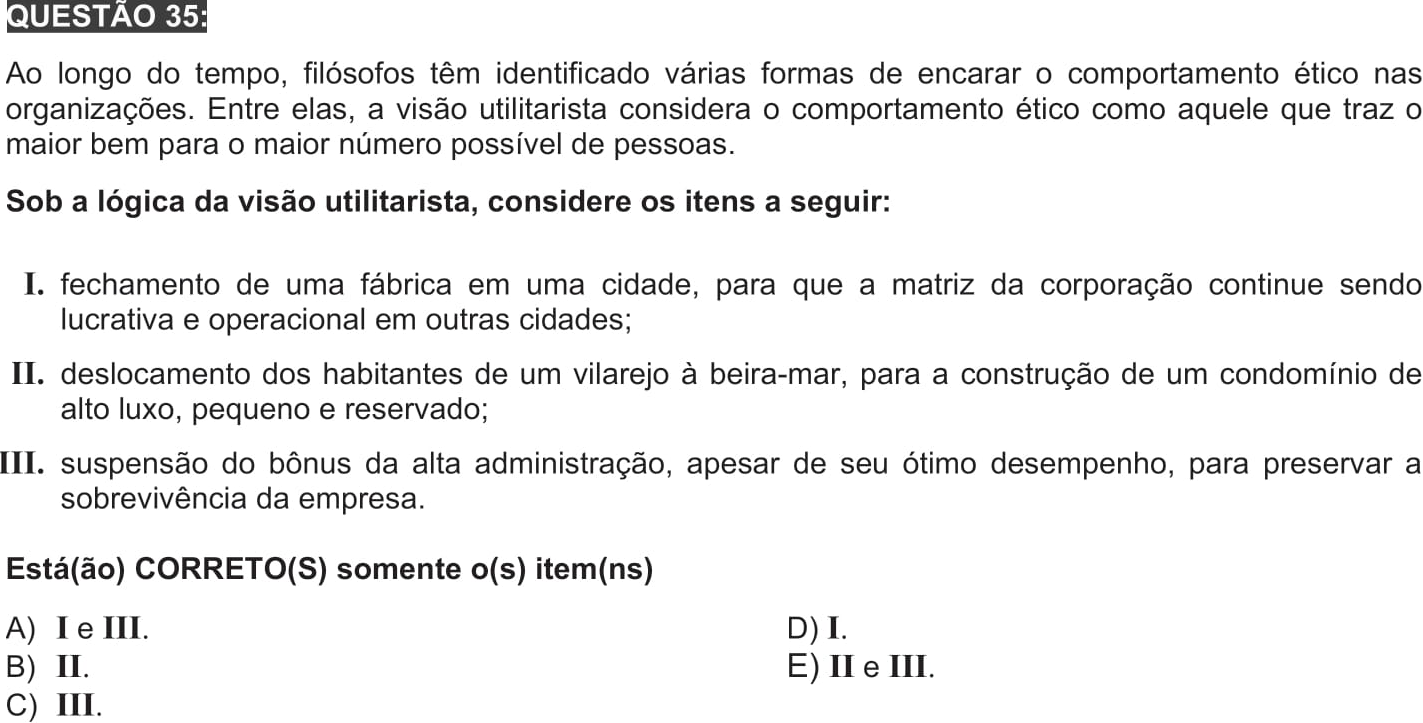 QUESTÃO 35:
Ao longo do tempo, filósofos têm identificado várias formas de encarar o comportamento ético nas
organizações. Entre elas, a visão utilitarista considera o comportamento ético como aquele que traz o
maior bem para o maior número possível de pessoas.
Sob a lógica da visão utilitarista, considere os itens a seguir:
I. fechamento de uma fábrica em uma cidade, para que a matriz da corporação continue sendo
lucrativa e operacional em outras cidades;
II. deslocamento dos habitantes de um vilarejo à beira-mar, para a construção de um condomínio de
alto luxo, pequeno e reservado;
III. suspensão do bônus da alta administração, apesar de seu ótimo desempenho, para preservar a
sobrevivência da empresa.
Está(ão) CORRETO(S) somente o(s) item(ns)
A) I e III.
B) II.
C) III.
D) I.
E) II e III.